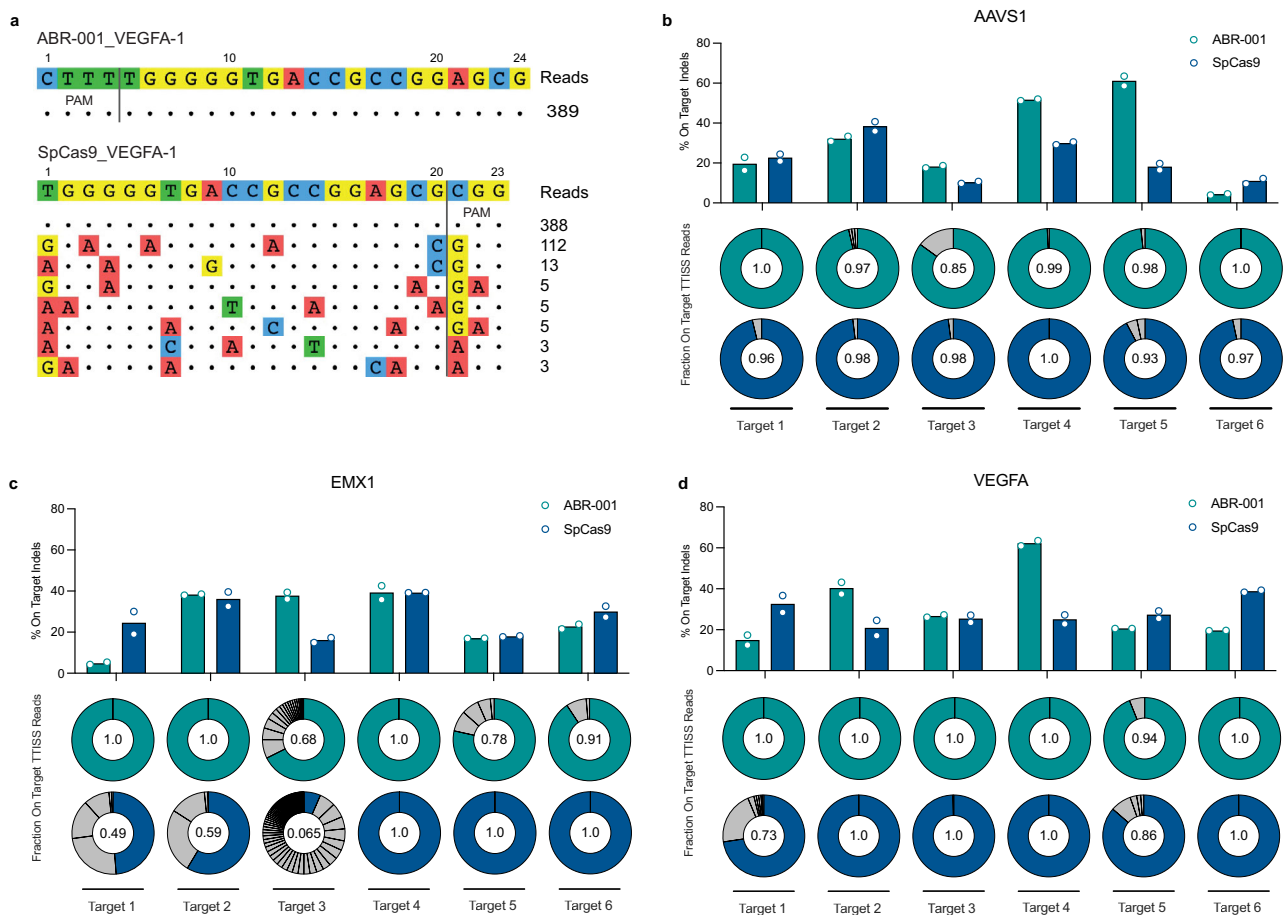 a
ABR-001_VEGFA-1
1 10 20 24
C T T T T G G G G G T G A C C G C C G G A G C G Reads
PAM
. . . . . . . . . . . . . . . . . . . . . . . . 389
SpCas9_VEGFA-1
1 10 20 23
T G G G G G T G A C C G C C G G A G C G C G G Reads
PAM
. . . . . . . . . . . . . . . . . . . . . . . 388
G . A . . A . . . . . A . . . . . . . C G . . 112
A . . A . . . . G . . . . . . . . . . C G . . 13
G . . A . . . . . . . . . . . . . . A . G A . 5
A A . . . . . . . T . . . A . . . . . A G . . 5
A . . . . . A . . . . C . . . . . A . . G A . 5
A . . . . . C . . A . . . T . . . . . . A . . 3
G A . . . . A . . . . . . . . . C A . . A . . 3
b
AAVS1
ABR-001
SpCas9
% On Target Indels
80
60
40
20
0
Fraction On Target TTISS Reads
1.0 0.97 0.85 0.99 0.98 1.0
0.96 0.98 0.98 1.0 0.93 0.97
Target 1 Target 2 Target 3 Target 4 Target 5 Target 6
c
EMX1
ABR-001
SpCas9
% On Target Indels
80
60
40
20
0
Fraction On Target TTISS Reads
1.0 1.0 0.68 1.0 0.78 0.91
0.49 0.59 0.065 1.0 1.0 1.0
Target 1 Target 2 Target 3 Target 4 Target 5 Target 6
d
VEGFA
ABR-001
SpCas9
% On Target Indels
80
60
40
20
0
Fraction On Target TTISS Reads
1.0 1.0 1.0 1.0 0.94 1.0
0.73 1.0 1.0 1.0 0.86 1.0
Target 1 Target 2 Target 3 Target 4 Target 5 Target 6